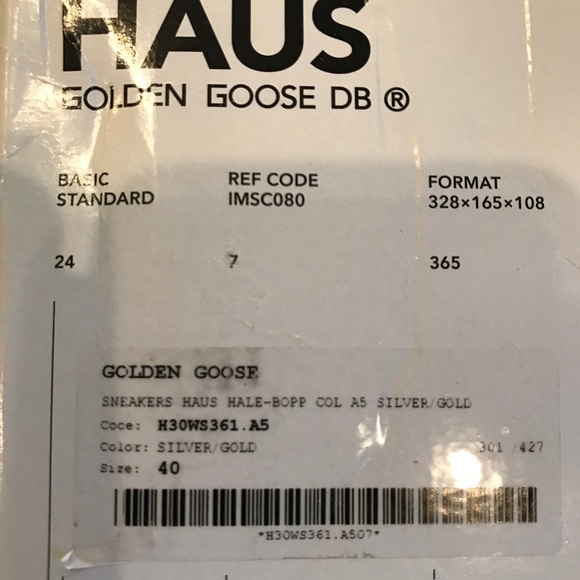 HAUS
GOLDEN GOOSE DB ®
BASIC REF CODE FORMAT
STANDARD IMSC080 328×165×108
24 7 365
GOLDEN GOOSE
SNEAKERS HAUS HALE-BOPP COL A5 SILVER/GOLD
Coce: H30WS361.A5
Color: SILVER/GOLD 301 /427
Size: 40
*H30WS361.A507*